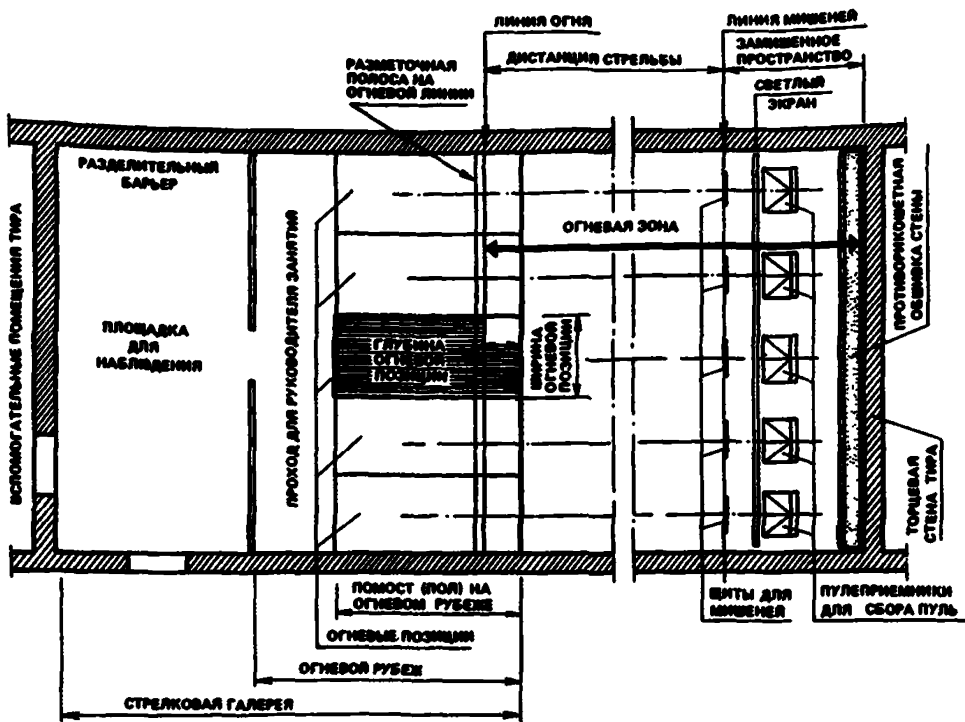 ЛИНИЯ ОГНЯ
ЛИНИЯ МИШЕНЕЙ
ДИСТАНЦИЯ СТРЕЛЬБЫ
ЗАМИШЕННОЕ
ПРОСТРАНСТВО
РАЗМЕТОЧНАЯ
ПОЛОСА НА
ОГНЕВОЙ ЛИНИИ
СВЕТЛЫЙ
ЭКРАН
РАЗДЕЛИТЕЛЬНЫЙ
БАРЬЕР
ОГНЕВАЯ ЗОНА
ВСПОМОГАТЕЛЬНЫЕ ПОМЕЩЕНИЯ ТИРА
ПЛОЩАДКА
ДЛЯ
НАБЛЮДЕНИЯ
ПРОХОД ДЛЯ РУКОВОДИТЕЛЯ ЗАНЯТИЙ
ГЛУБИНА
ОГНЕВОЙ
ПОЗИЦИИ
ШИРИНА
ОГНЕВОЙ
ПОЗИЦИИ
ПРОТИВОРИКОШЕТНАЯ
ОБШИВКА СТЕНЫ
ТОРЦЕВАЯ
СТЕНА ТИРА
ПОМОСТ (ПОЛ) НА
ОГНЕВОМ РУБЕЖЕ
ЩИТЫ ДЛЯ
МИШЕНЕЙ
ПУЛЕПРИЕМНИКИ
ДЛЯ СБОРА ПУЛЬ
ОГНЕВЫЕ ПОЗИЦИИ
ОГНЕВОЙ РУБЕЖ
СТРЕЛКОВАЯ ГАЛЕРЕЯ